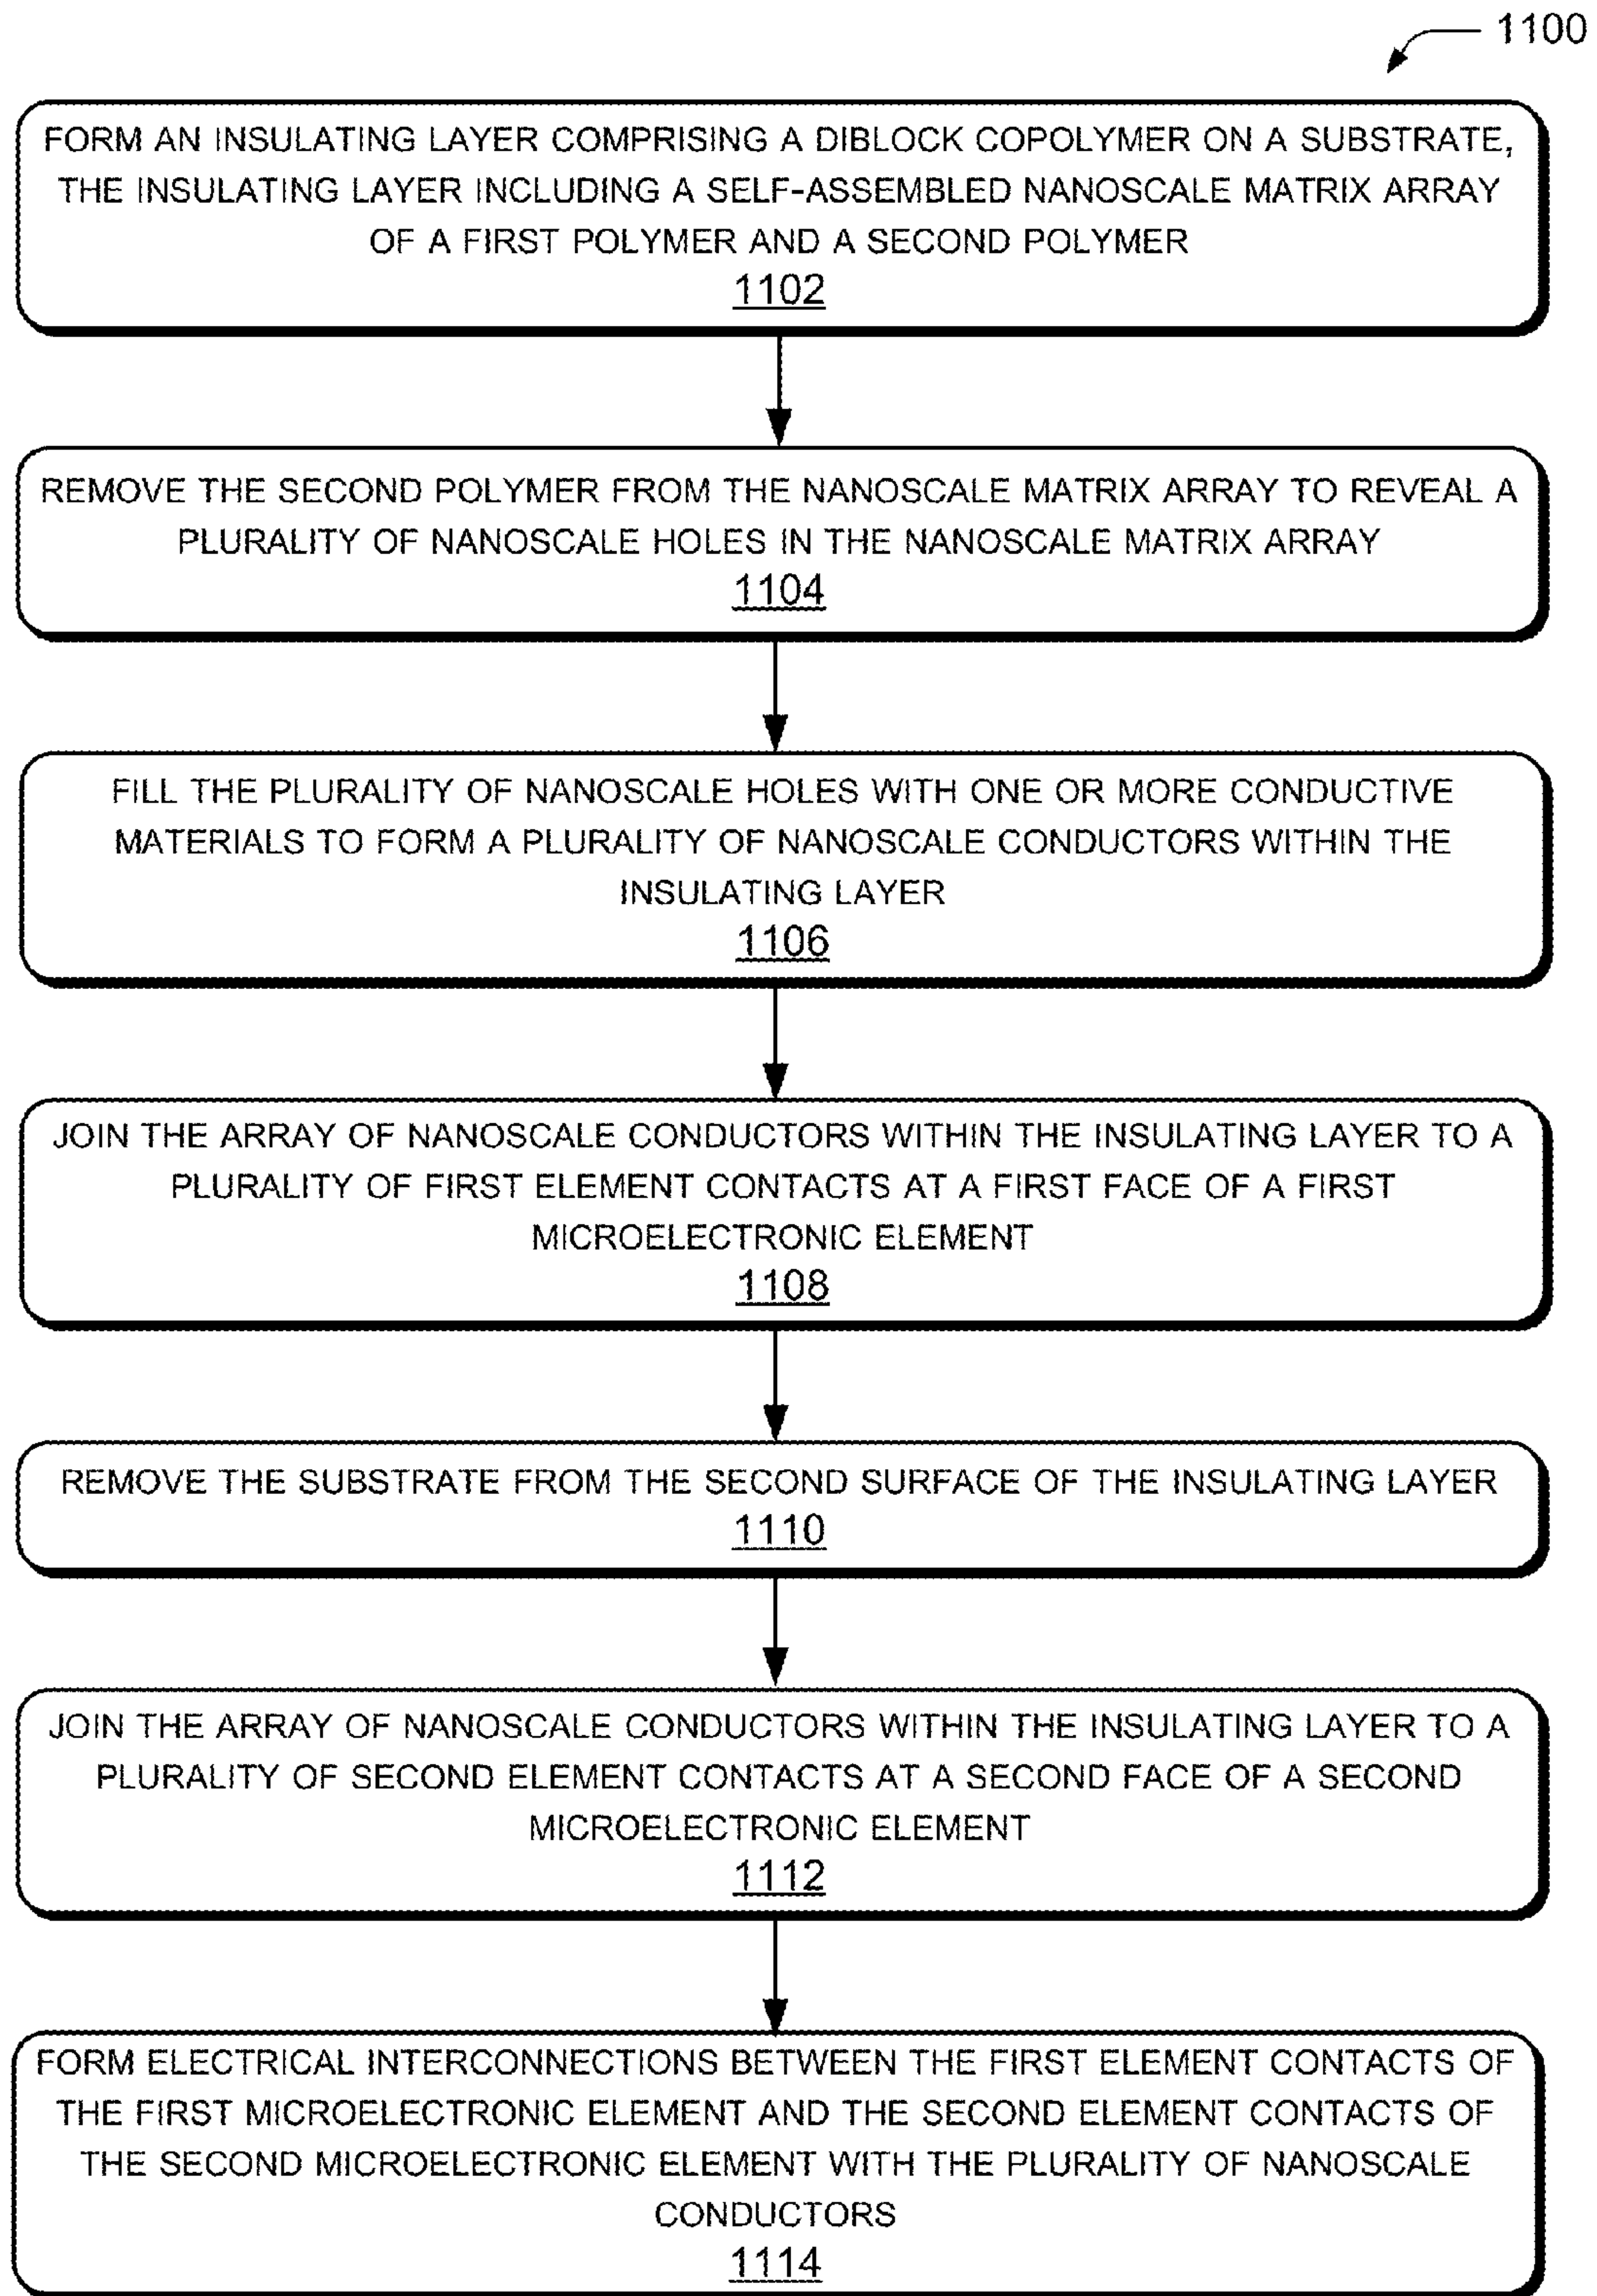 1100
FORM AN INSULATING LAYER COMPRISING A DIBLOCK COPOLYMER ON A SUBSTRATE,
THE INSULATING LAYER INCLUDING A SELF-ASSEMBLED NANOSCALE MATRIX ARRAY
OF A FIRST POLYMER AND A SECOND POLYMER
1102
REMOVE THE SECOND POLYMER FROM THE NANOSCALE MATRIX ARRAY TO REVEAL A
PLURALITY OF NANOSCALE HOLES IN THE NANOSCALE MATRIX ARRAY
1104
FILL THE PLURALITY OF NANOSCALE HOLES WITH ONE OR MORE CONDUCTIVE
MATERIALS TO FORM A PLURALITY OF NANOSCALE CONDUCTORS WITHIN THE
INSULATING LAYER
1106
JOIN THE ARRAY OF NANOSCALE CONDUCTORS WITHIN THE INSULATING LAYER TO A
PLURALITY OF FIRST ELEMENT CONTACTS AT A FIRST FACE OF A FIRST
MICROELECTRONIC ELEMENT
1108
REMOVE THE SUBSTRATE FROM THE SECOND SURFACE OF THE INSULATING LAYER
1110
JOIN THE ARRAY OF NANOSCALE CONDUCTORS WITHIN THE INSULATING LAYER TO A
PLURALITY OF SECOND ELEMENT CONTACTS AT A SECOND FACE OF A SECOND
MICROELECTRONIC ELEMENT
1112
FORM ELECTRICAL INTERCONNECTIONS BETWEEN THE FIRST ELEMENT CONTACTS OF
THE FIRST MICROELECTRONIC ELEMENT AND THE SECOND ELEMENT CONTACTS OF
THE SECOND MICROELECTRONIC ELEMENT WITH THE PLURALITY OF NANOSCALE
CONDUCTORS
1114